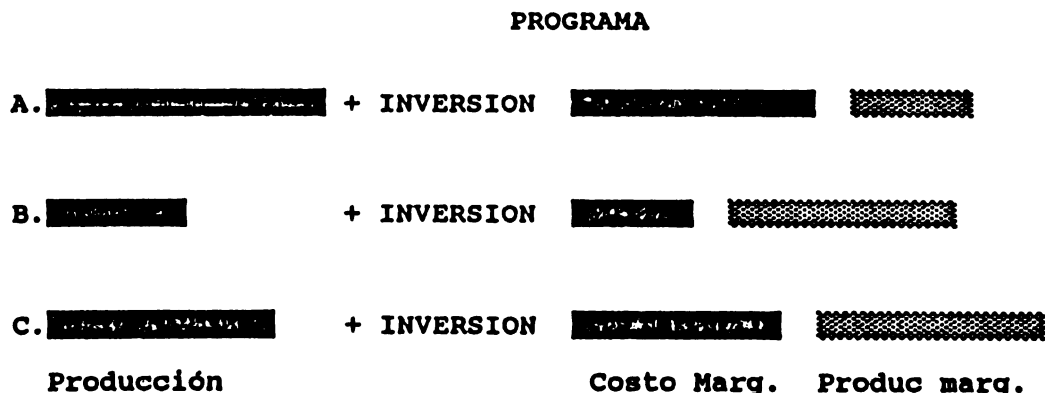 PROGRAMA
A. + INVERSION
B. + INVERSION
C. + INVERSION
Producción Costo Marg. Produc marg.